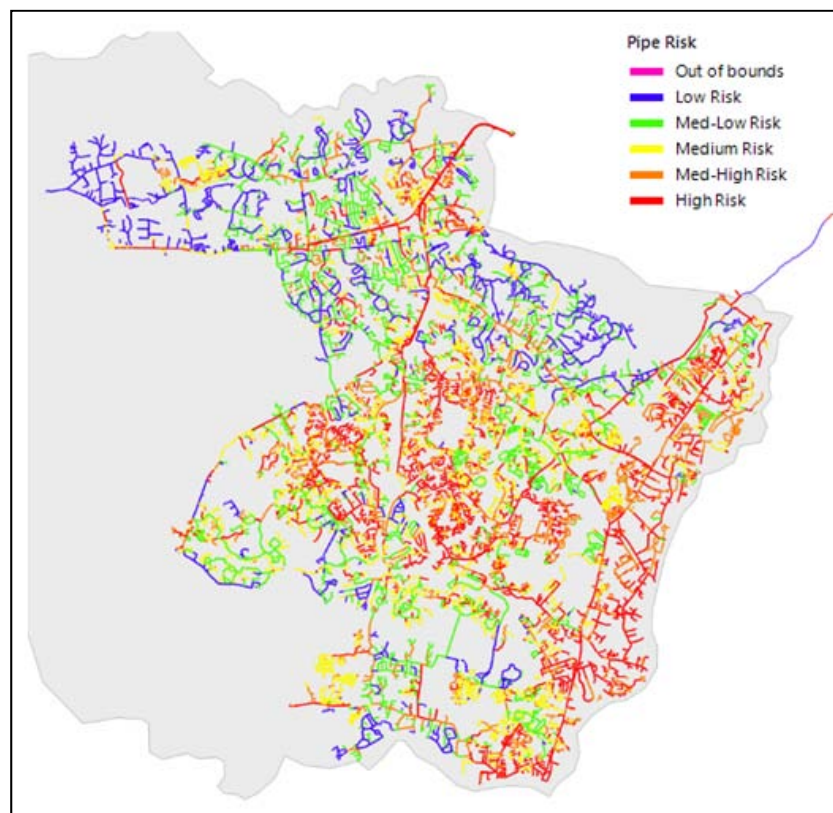 Pipe Risk
Out of bounds
Low Risk
Med-Low Risk
Medium Risk
Med-High Risk
High Risk